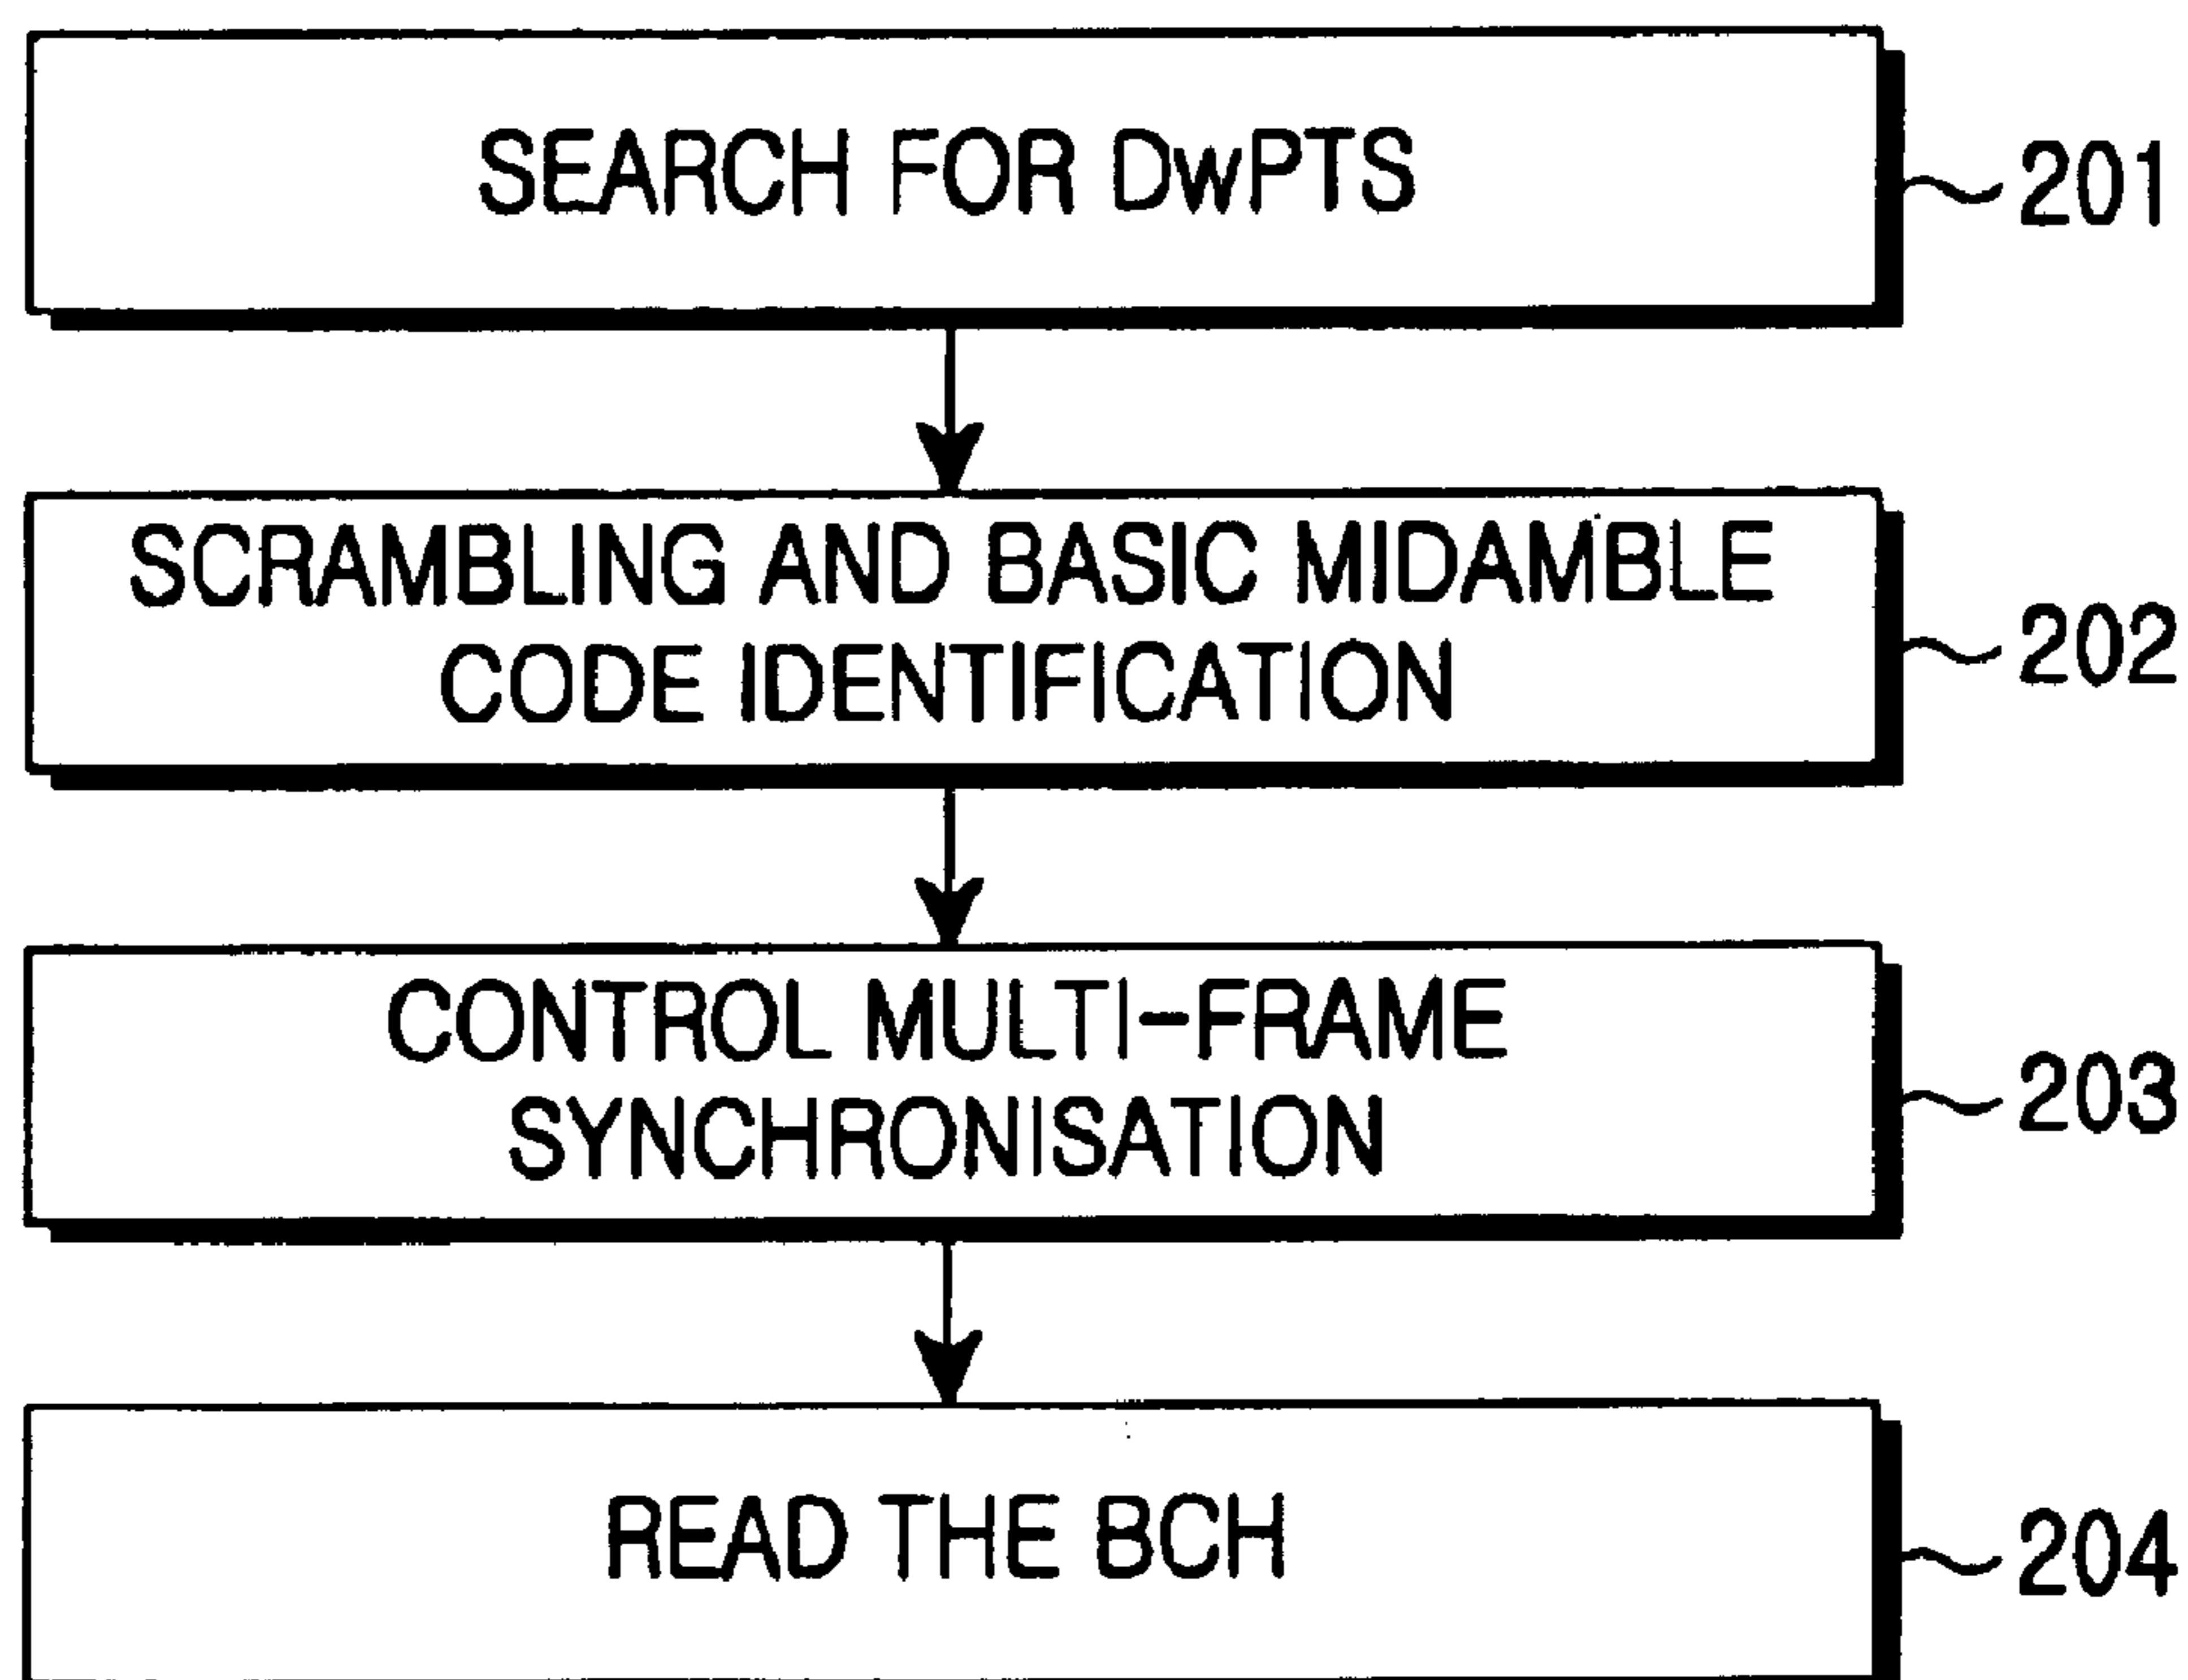 SEARCH FOR DwPTS
201
SCRAMBLING AND BASIC MIDAMBLE
CODE IDENTIFICATION
202
CONTROL MULTI-FRAME
SYNCHRONISATION
203
READ THE BCH
204